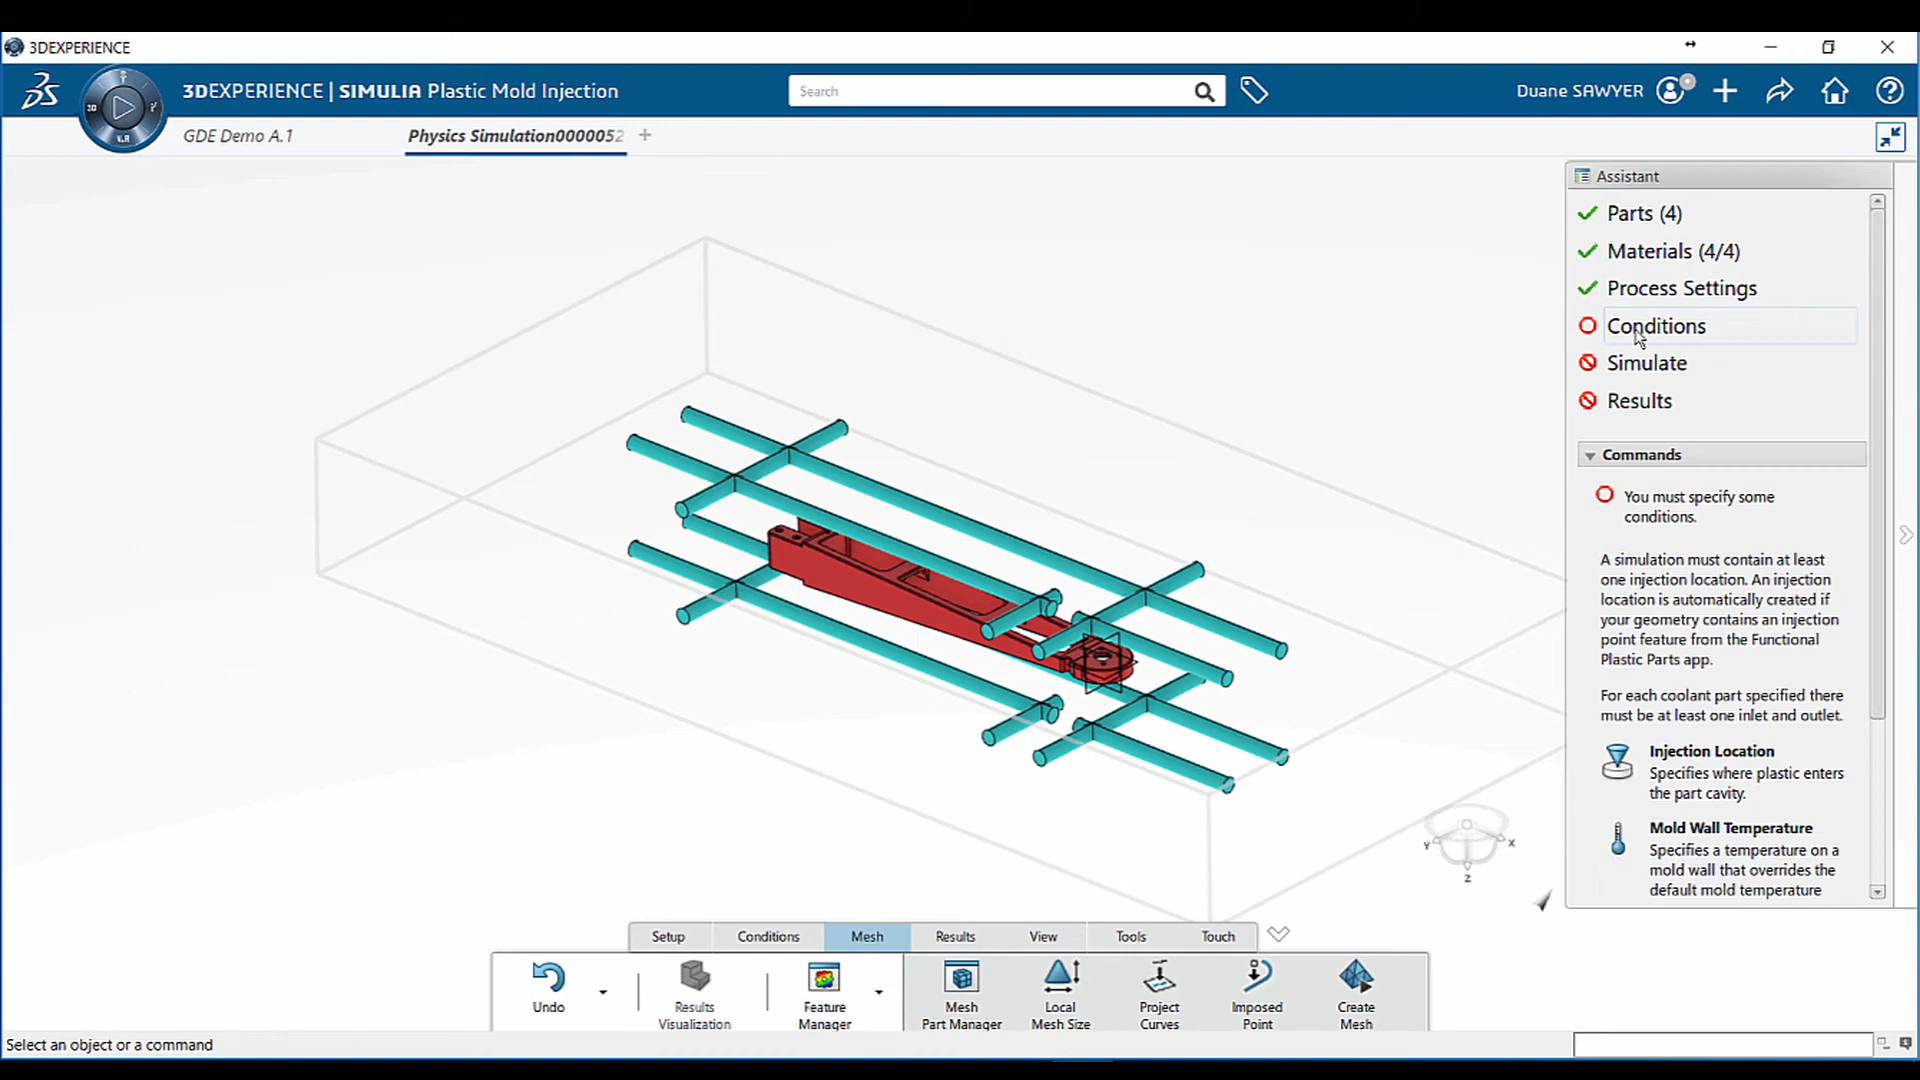 3DEXPERIENCE
3DEXPERIENCE | SIMULIA Plastic Mold Injection
Search
Duane SAWYER
3D
V.R
GDE Demo A.1
Physics Simulation0000052
Assistant
Parts (4)
Materials (4/4)
Process Settings
Conditions
Simulate
Results
Commands
You must specify some
conditions.
A simulation must contain at least
one injection location. An injection
location is automatically created if
your geometry contains an injection
point feature from the Functional
Plastic Parts app.
For each coolant part specified there
must be at least one inlet and outlet.
Injection Location
Specifies where plastic enters
the part cavity.
Mold Wall Temperature
Specifies a temperature on a
mold wall that overrides the
default mold temperature
Y
X
Z
Setup
Conditions
Mesh
Results
View
Tools
Touch
Undo
Results
Visualization
Feature
Manager
Mesh
Part Manager
Local
Mesh Size
Project
Curves
Imposed
Point
Create
Mesh
Select an object or a command